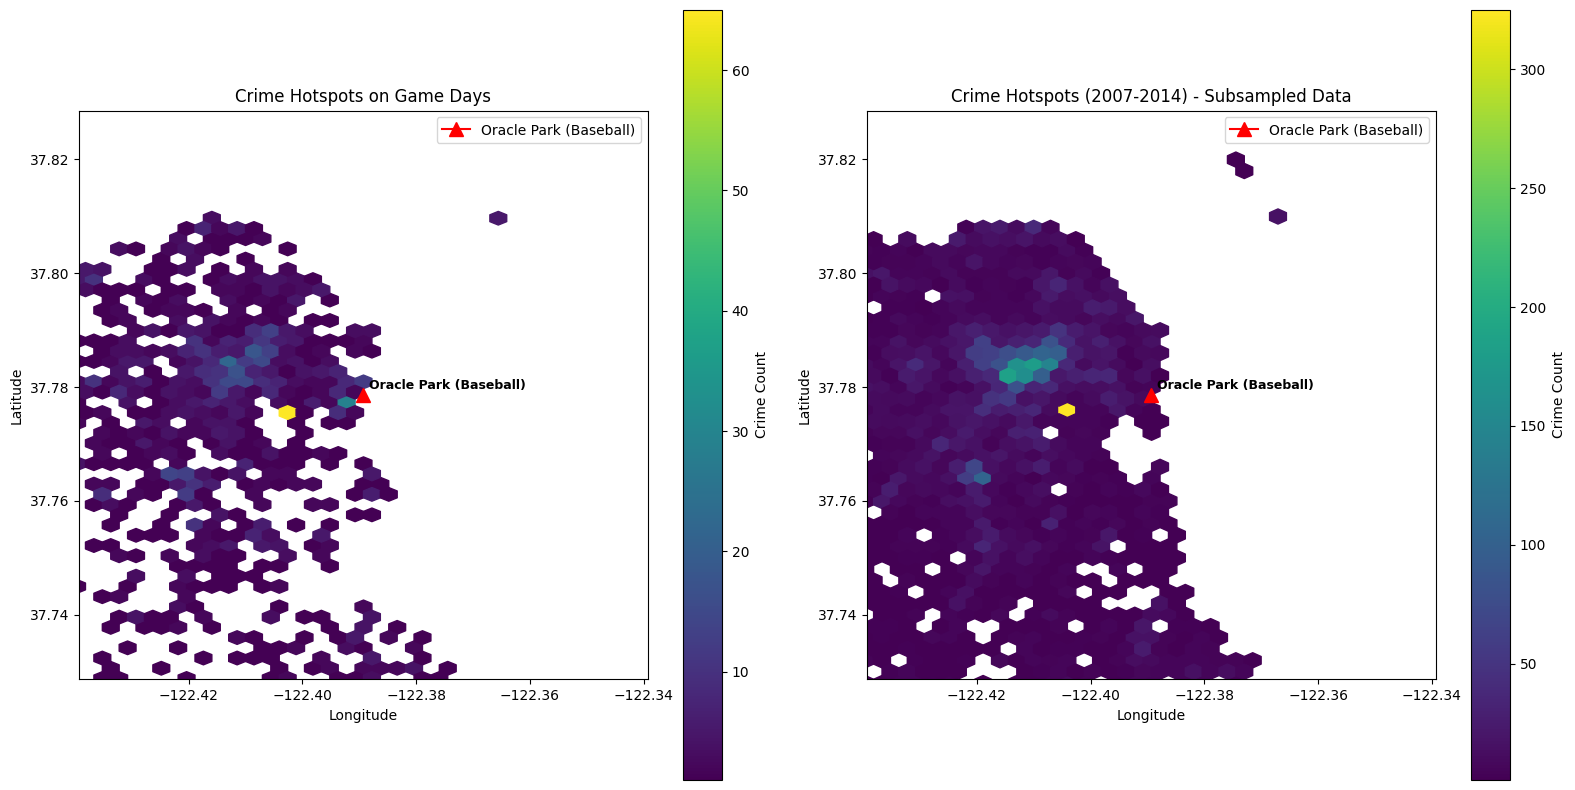 Crime Hotspots on Game Days
Oracle Park (Baseball)
Oracle Park (Baseball)
37.82
37.80
37.78
37.76
37.74
Latitude
−122.42
−122.40
−122.38
−122.36
−122.34
Longitude
60
50
40
30
20
10
Crime Count
Crime Hotspots (2007-2014) - Subsampled Data
Oracle Park (Baseball)
Oracle Park (Baseball)
37.82
37.80
37.78
37.76
37.74
Latitude
−122.42
−122.40
−122.38
−122.36
−122.34
Longitude
300
250
200
150
100
50
Crime Count